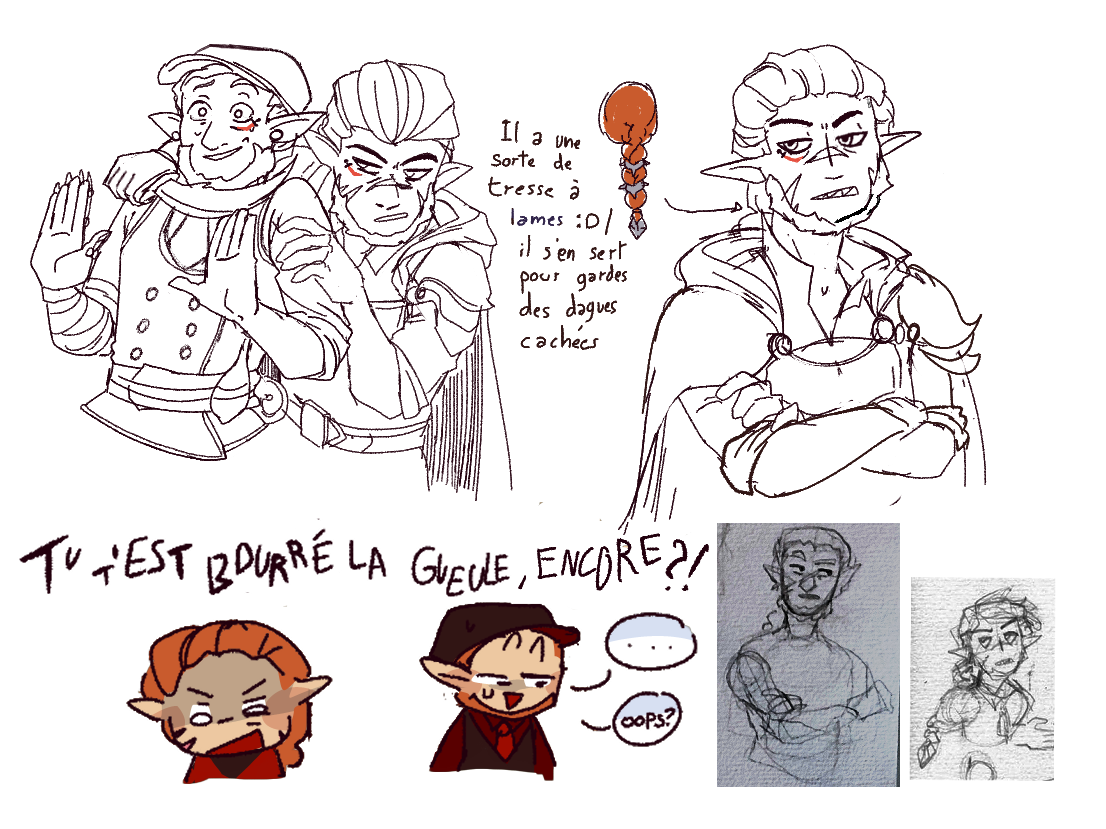 Il a une
sorte de
tresse à
lames :D/
il s'en sert
pour gardes
des dagues
cachées
TU T'EST BOURRÉ LA GUEULE, ENCORE?!
...
OOPS?